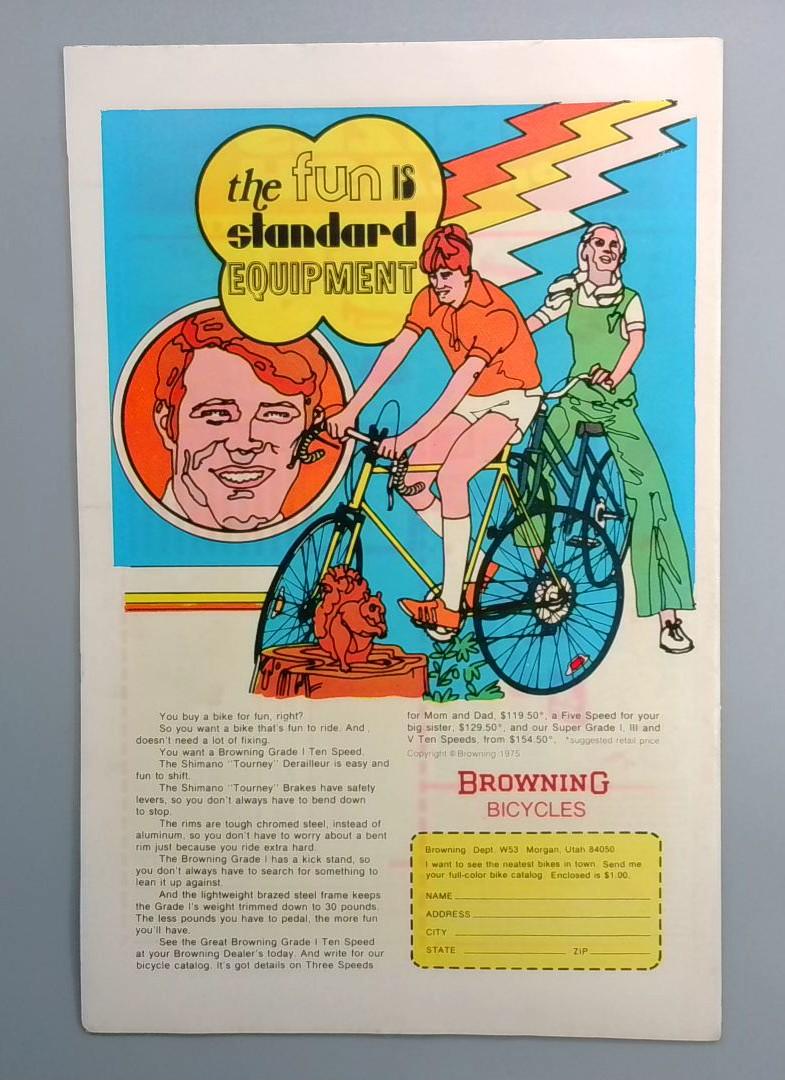 the fun IS
standard
EQUIPMENT
You buy a bike for fun, right?
So you want a bike that's fun to ride. And,
doesn't need a lot of fixing.
You want a Browning Grade I Ten Speed.
The Shimano "Tourney" Derailleur is easy and
fun to shift.
The Shimano "Tourney" Brakes have safety
levers, so you don't always have to bend down
to stop.
The rims are tough chromed steel, instead of
aluminum, so you don't have to worry about a bent
rim just because you ride extra hard.
The Browning Grade I has a kick stand, so
you don't always have to search for something to
lean it up against.
And the lightweight brazed steel frame keeps
the Grade I's weight trimmed down to 30 pounds.
The less pounds you have to pedal, the more fun
you'll have.
See the Great Browning Grade I Ten Speed
at your Browning Dealer's today. And write for our
bicycle catalog. It's got details on Three Speeds
for Mom and Dad, $119.50*, a Five Speed for your
big sister, $129.50*, and our Super Grade I, III and
V Ten Speeds, from $154.50*. *suggested retail price
Copyright © Browning 1975
BROWNING
BICYCLES
Browning Dept. W53 Morgan, Utah 84050
I want to see the neatest bikes in town. Send me
your full-color bike catalog. Enclosed is $1.00.
NAME
ADDRESS
CITY
STATE ZIP